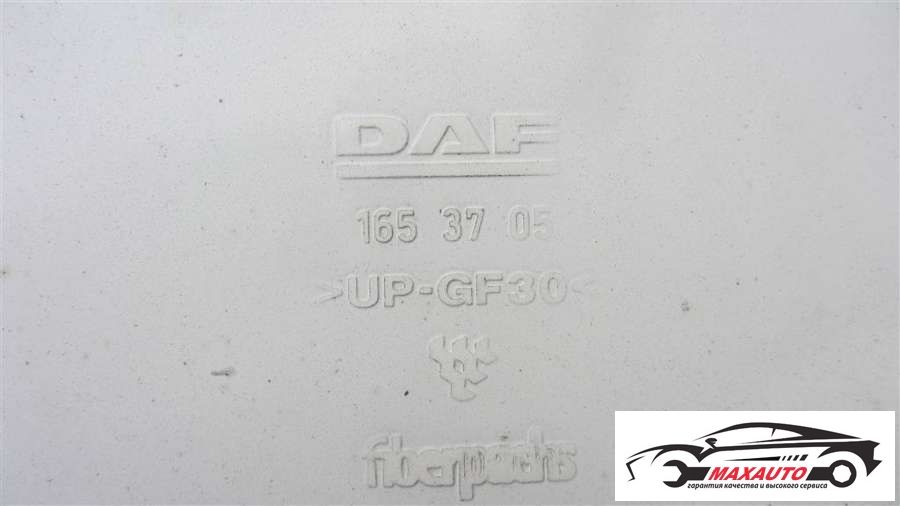 DAF
165 37 05
>UP-GF30<
fiberpachs
MAXAUTO
гарантия качества и высокого сервиса